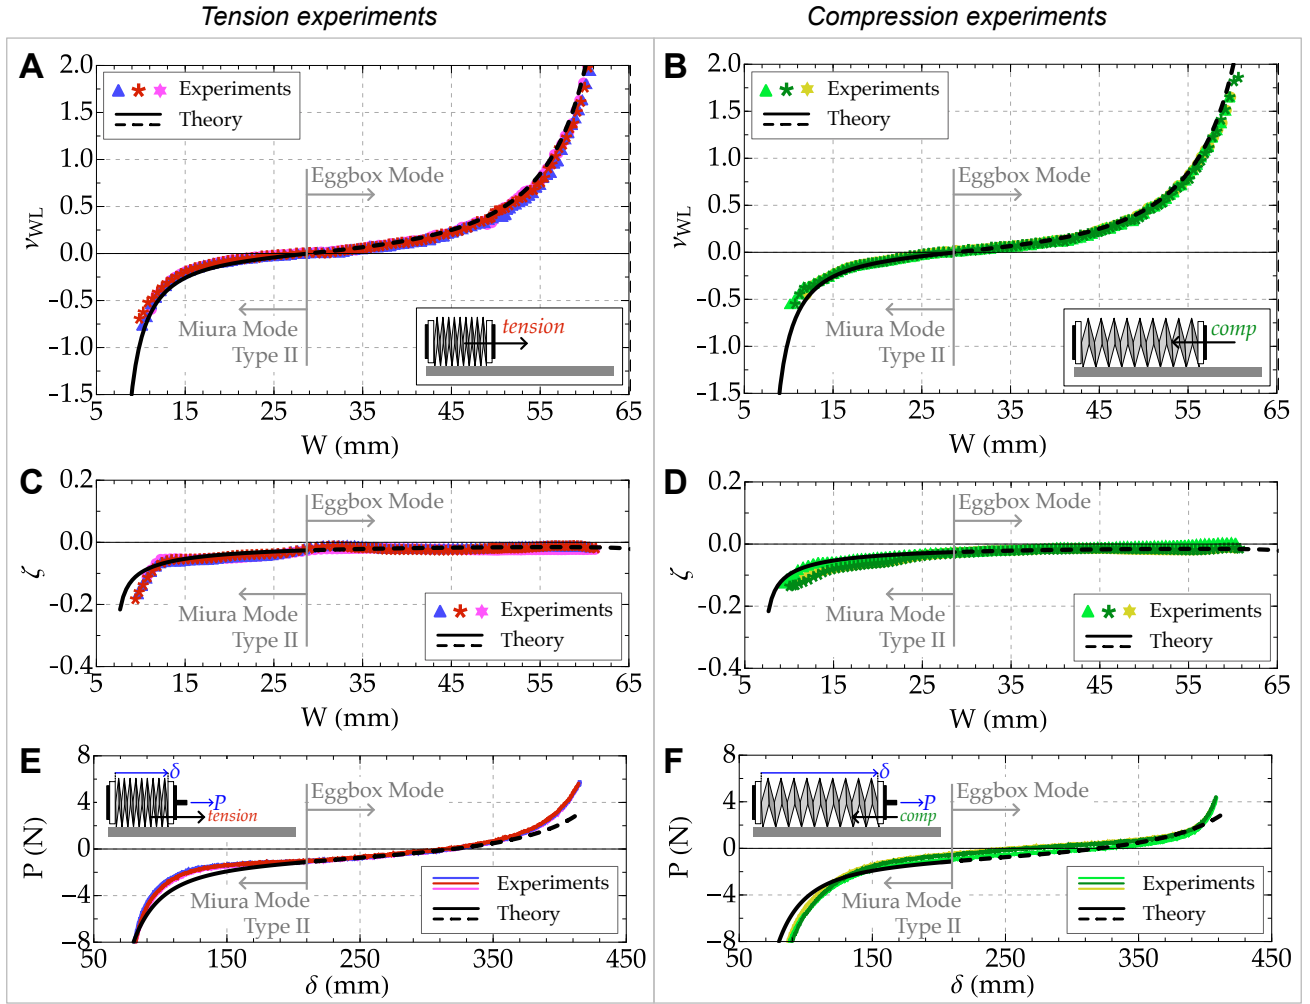 Tension experiments
Compression experiments
A
2.0
1.5
1.0
0.5
0.0
−0.5
−1.0
−1.5
νWL
Experiments
Theory
Eggbox Mode
Miura Mode
Type II
tension
5 15 25 35 45 55 65
W (mm)
B
2.0
1.5
1.0
0.5
0.0
−0.5
−1.0
−1.5
νWL
Experiments
Theory
Eggbox Mode
Miura Mode
Type II
comp
5 15 25 35 45 55 65
W (mm)
C
0.2
0.0
−0.2
−0.4
ζ
Eggbox Mode
Miura Mode
Type II
Experiments
Theory
5 15 25 35 45 55 65
W (mm)
D
0.2
0.0
−0.2
−0.4
ζ
Eggbox Mode
Miura Mode
Type II
Experiments
Theory
5 15 25 35 45 55 65
W (mm)
E
8
4
0
−4
−8
P (N)
δ
P
tension
Eggbox Mode
Miura Mode
Type II
Experiments
Theory
50 150 250 350 450
δ (mm)
F
8
4
0
−4
−8
P (N)
δ
P
comp
Eggbox Mode
Miura Mode
Type II
Experiments
Theory
50 150 250 350 450
δ (mm)